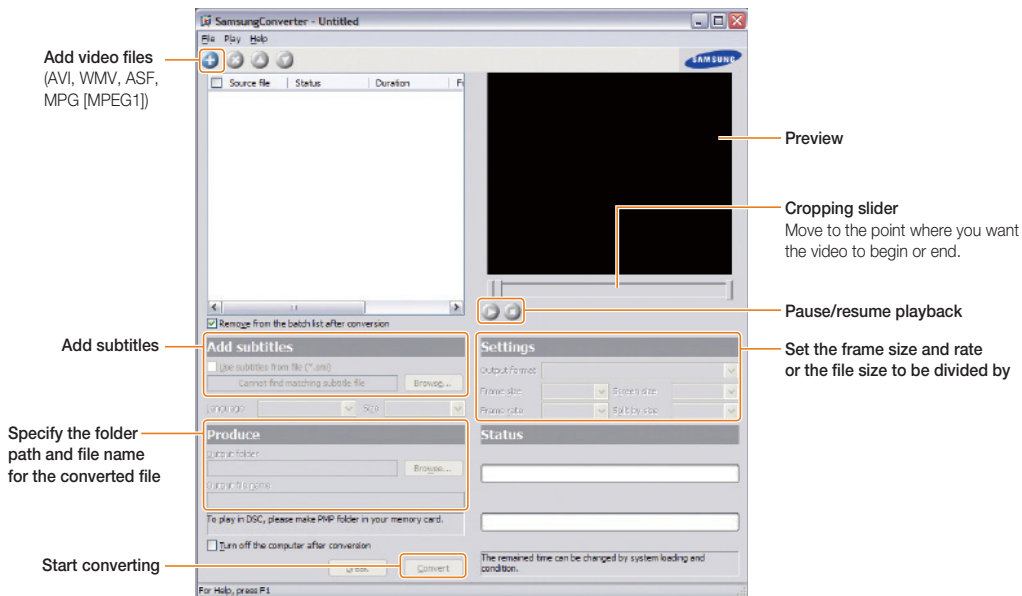 SamsungConverter - Untitled
File Play Help
SAMSUNG
Add video files
(AVI, WMV, ASF,
MPG [MPEG1])
Source file Status Duration
Preview
Cropping slider
Move to the point where you want
the video to begin or end.
Remove from the batch list after conversion
Pause/resume playback
Add subtitles
Add subtitles
Use subtitles from file (*.smi)
Cannot find matching subtitle file Browse...
Language Size
Settings
Output format
Frame size Screen size
Frame rate Split by size
Set the frame size and rate
or the file size to be divided by
Specify the folder
path and file name
for the converted file
Produce
Output folder
Browse...
Output file name
To play in DSC, please make PMP folder in your memory card.
Turn off the computer after conversion
Start converting
Convert
Status
The remained time can be changed by system loading and
condition.
For Help, press F1